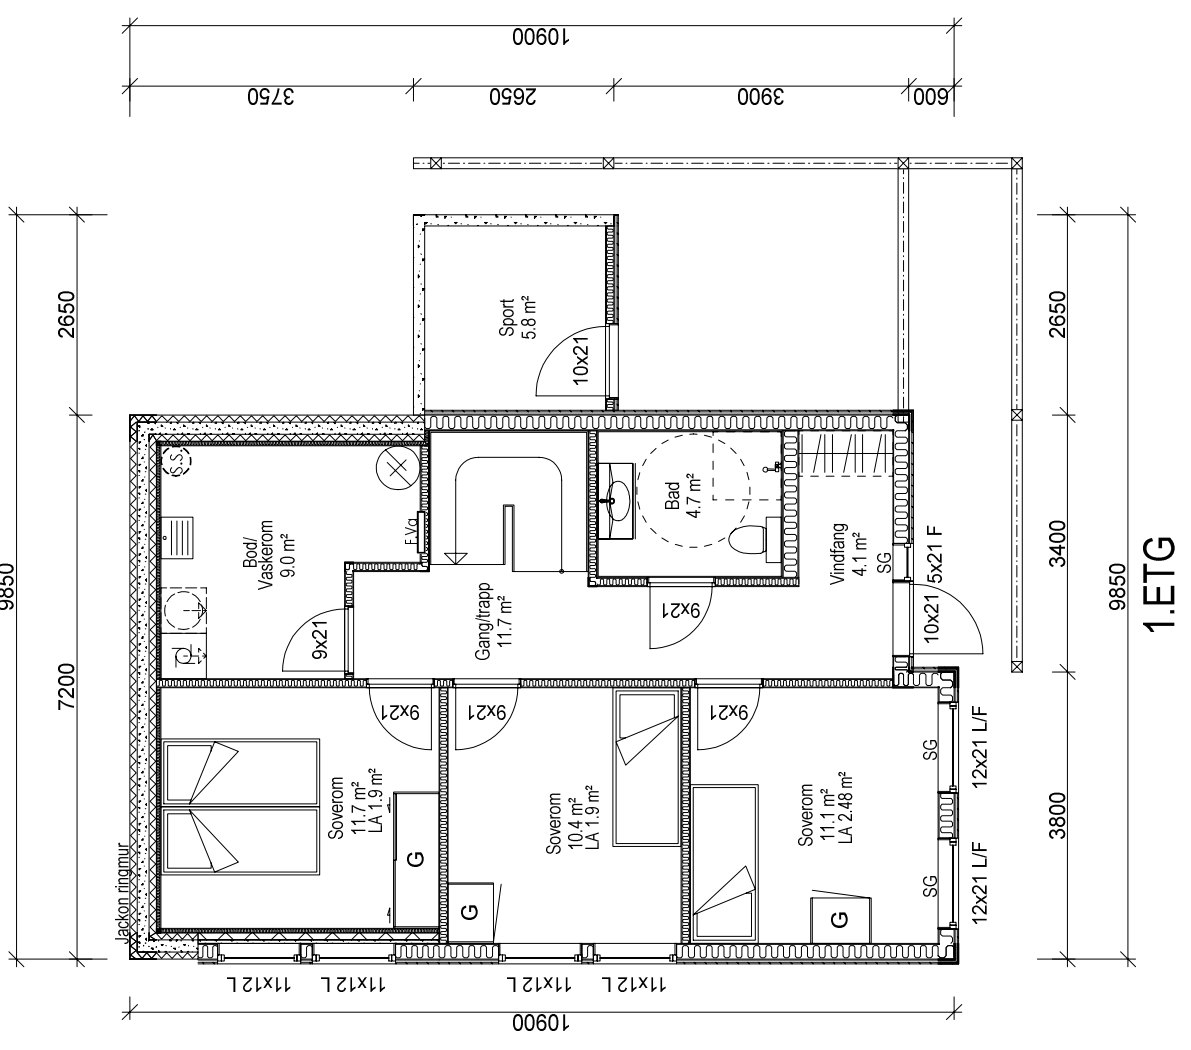 10900
3750
2650
3900
600
9850
2650
7200
2650
3400
3800
9850
1.ETG
Sport
5.8 m²
10x21
S.S.
Bod/
Vaskerom
9.0 m²
F.Vg
9x21
Gang/trapp
11.7 m²
Bad
4.7 m²
9x21
Vindfang
4.1 m²
SG
5x21 F
10x21
9x21
9x21
9x21
Soverom
11.7 m²
LA 1.9 m²
G
Soverom
10.4 m²
LA 1.9 m²
G
Soverom
11.1 m²
LA 2.48 m²
G
SG
12x21 L/F
SG
12x21 L/F
Jackon ringmur
11x12 L
11x12 L
11x12 L
11x12 L
10900